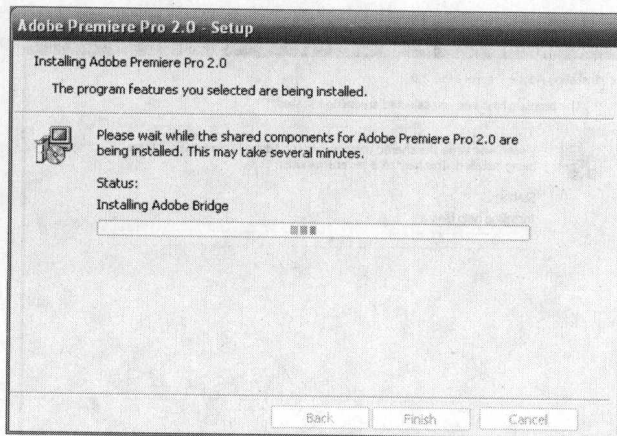 Adobe Premiere Pro 2.0 - Setup
Installing Adobe Premiere Pro 2.0
The program features you selected are being installed.
Please wait while the shared components for Adobe Premiere Pro 2.0 are
being installed. This may take several minutes.
Status:
Installing Adobe Bridge
Back
Finish
Cancel